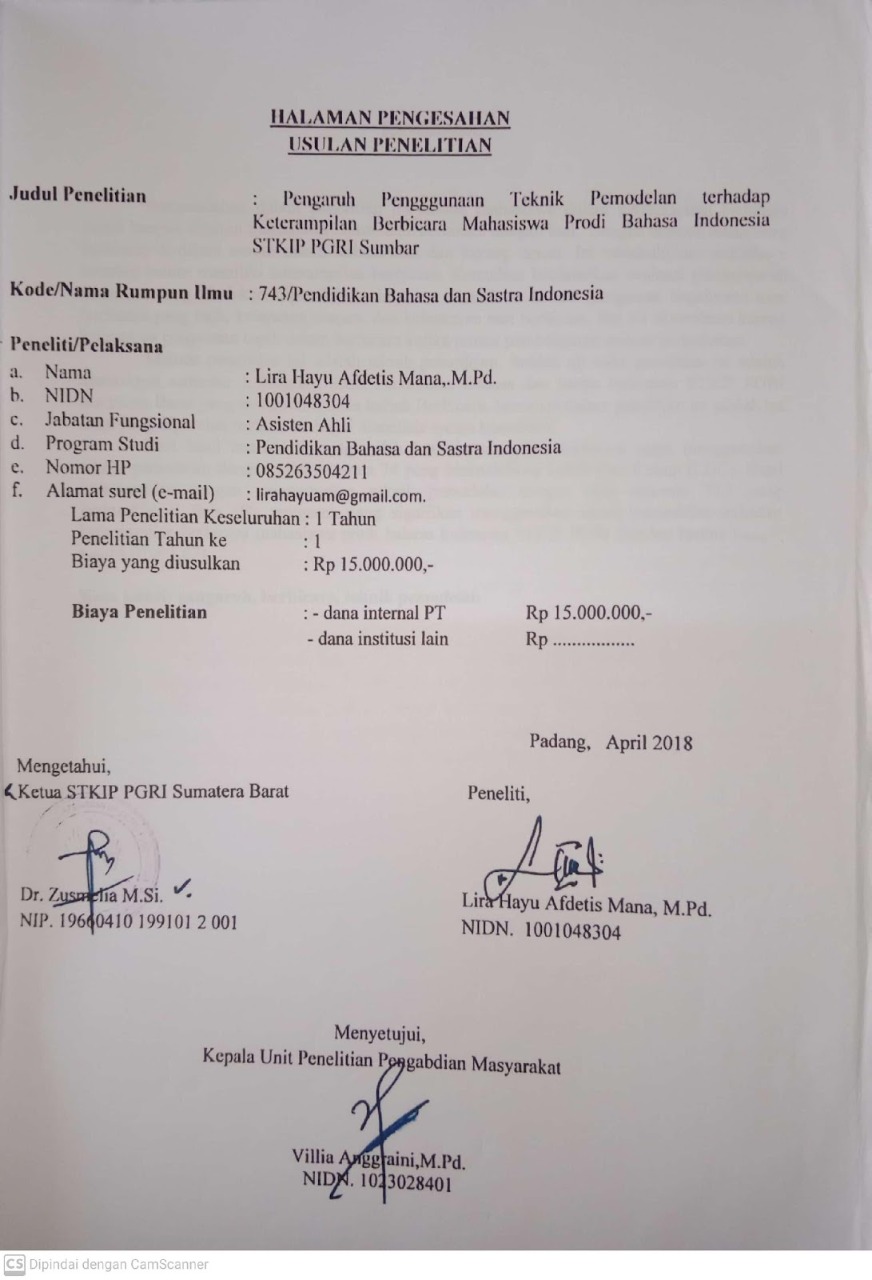 HALAMAN PENGESAHAN
USULAN PENELITIAN
Judul Penelitian : Pengaruh Pengggunaan Teknik Pemodelan terhadap
Keterampilan Berbicara Mahasiswa Prodi Bahasa Indonesia
STKIP PGRI Sumbar
Kode/Nama Rumpun Ilmu : 743/Pendidikan Bahasa dan Sastra Indonesia
Peneliti/Pelaksana
a. Nama : Lira Hayu Afdetis Mana,.M.Pd.
b. NIDN : 1001048304
c. Jabatan Fungsional : Asisten Ahli
d. Program Studi : Pendidikan Bahasa dan Sastra Indonesia
e. Nomor HP : 085263504211
f. Alamat surel (e-mail) : lirahayuam@gmail.com.
Lama Penelitian Keseluruhan : 1 Tahun
Penelitian Tahun ke : 1
Biaya yang diusulkan : Rp 15.000.000,-
Biaya Penelitian : - dana internal PT Rp 15.000.000,-
- dana institusi lain Rp .................
Padang, April 2018
Mengetahui,
Ketua STKIP PGRI Sumatera Barat
Peneliti,
Dr. Zusmelia M.Si.
NIP. 19660410 199101 2 001
Lira Hayu Afdetis Mana, M.Pd.
NIDN. 1001048304
Menyetujui,
Kepala Unit Penelitian Pengabdian Masyarakat
Villia Anggraini,M.Pd.
NIDN. 1023028401
CS Dipindai dengan CamScanner